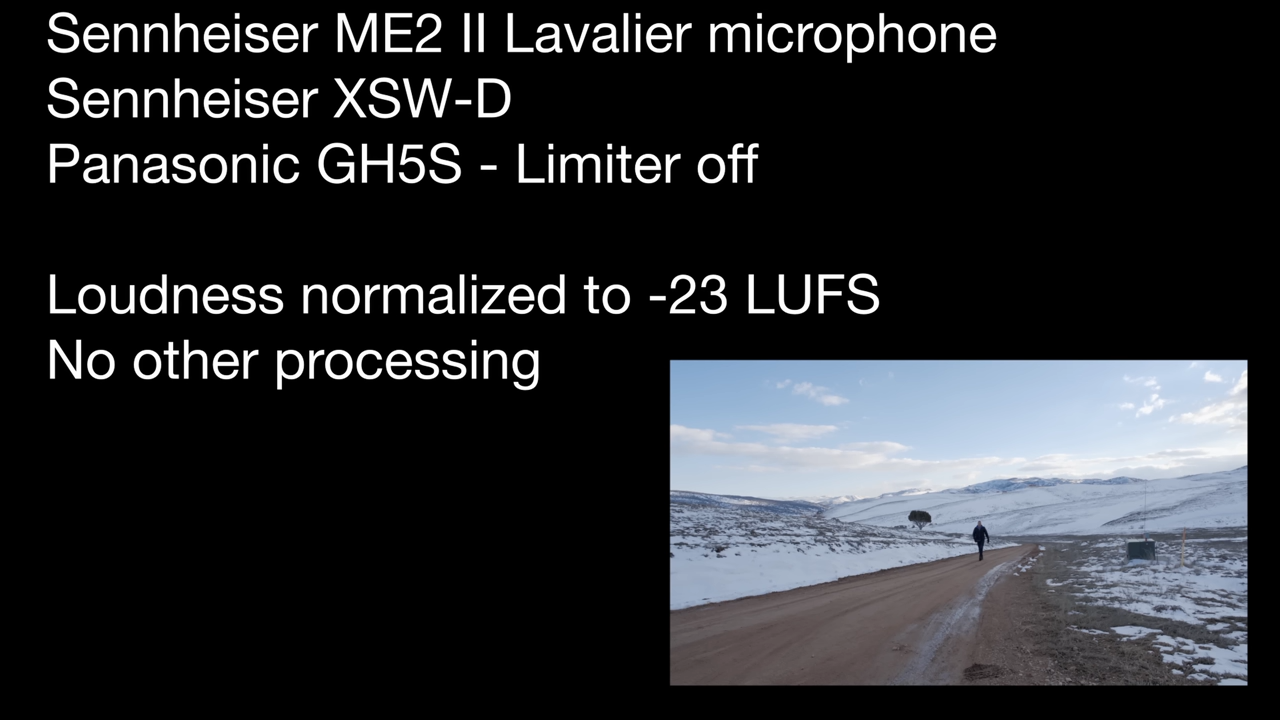 Sennheiser ME2 II Lavalier microphone
Sennheiser XSW-D
Panasonic GH5S - Limiter off
Loudness normalized to -23 LUFS
No other processing